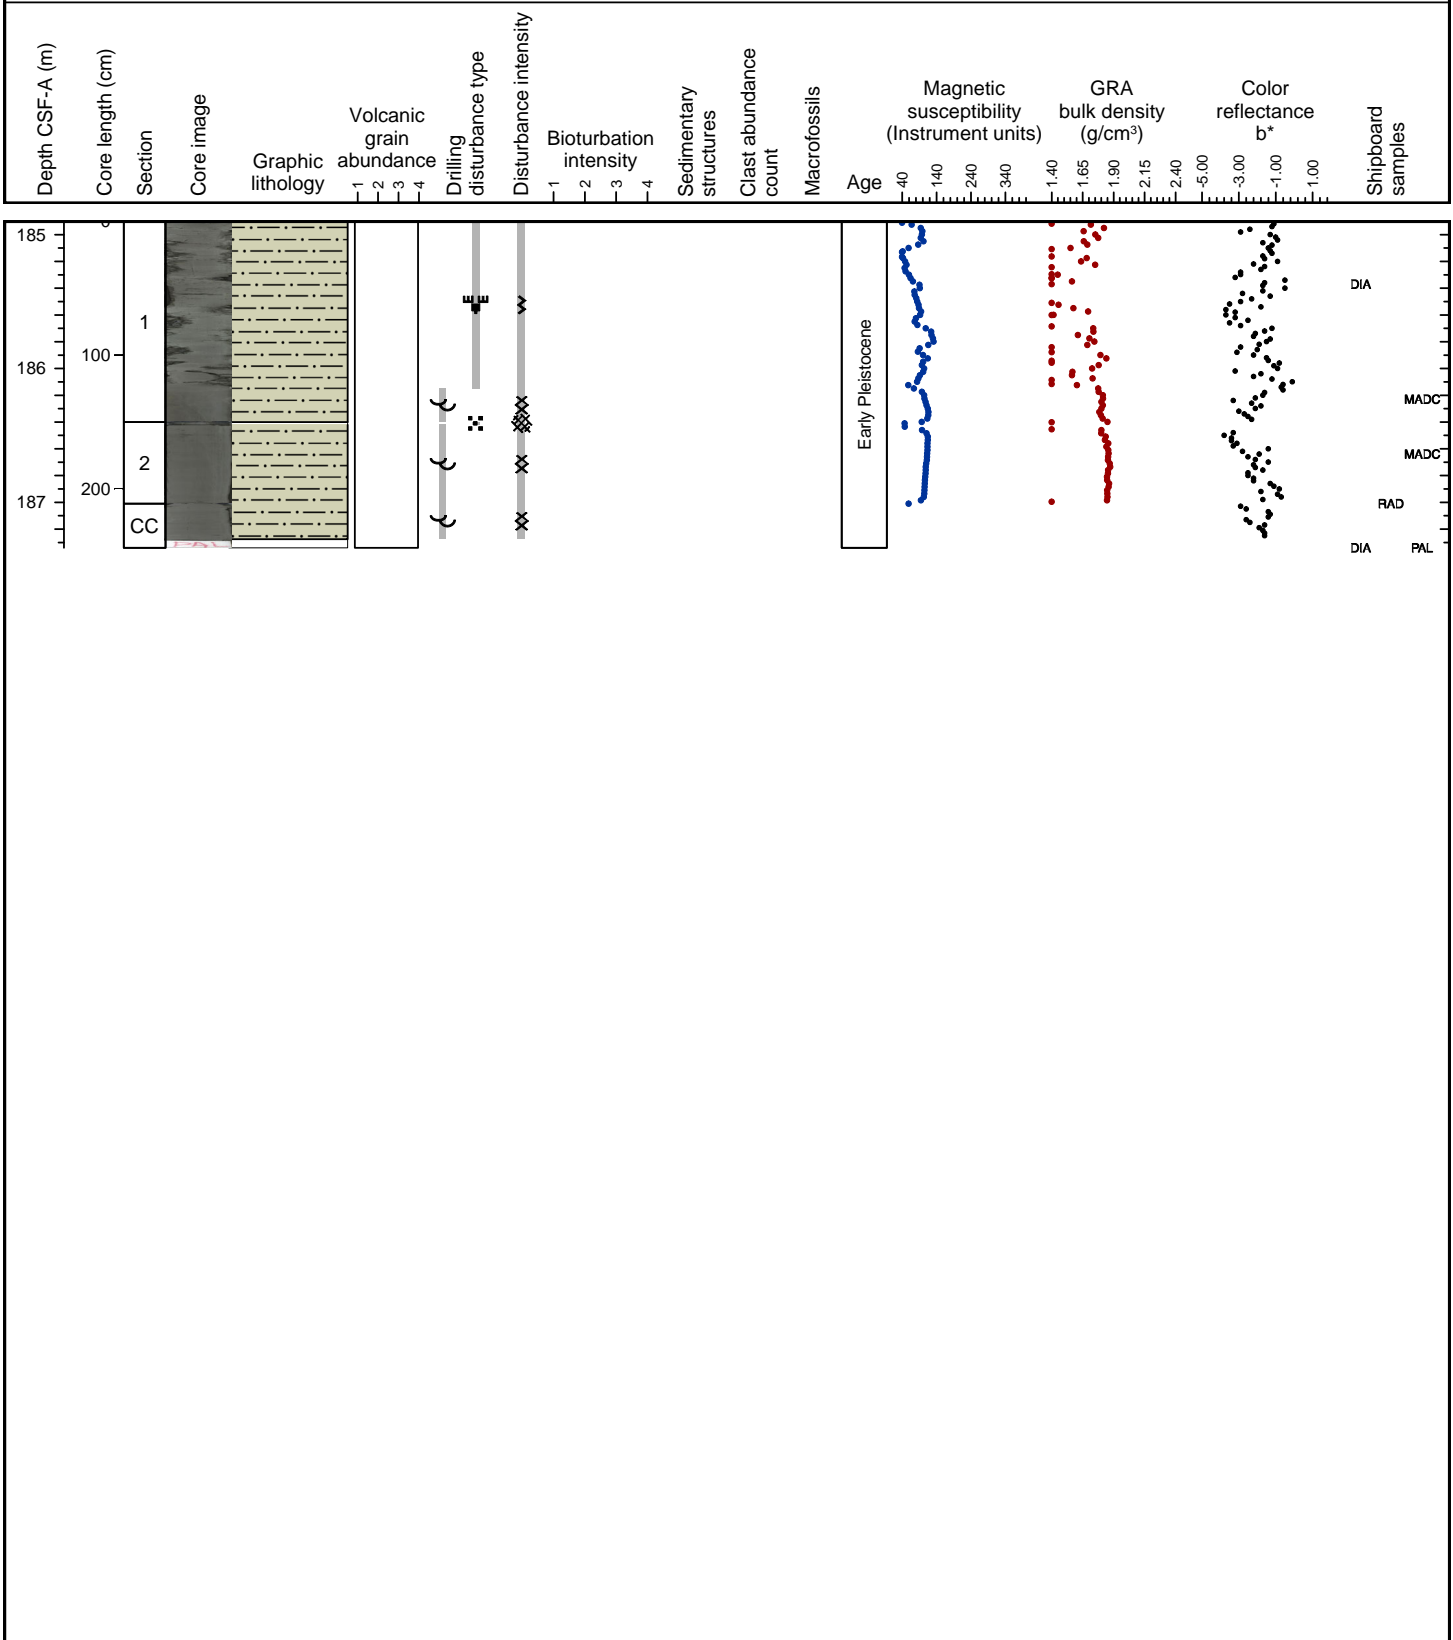 Depth CSF-A (m)
Core length (cm)
Section
Core image
Graphic
lithology
Volcanic
grain
abundance
1 2 3 4
Drilling
disturbance type
Disturbance intensity
Bioturbation
intensity
1 2 3 4
Sedimentary
structures
Clast abundance
count
Macrofossils
Age
Magnetic
susceptibility
(Instrument units)
40 140 240 340
GRA
bulk density
(g/cm³)
1.40 1.65 1.90 2.15 2.40
Color
reflectance
b*
-5.00 -3.00 -1.00 1.00
Shipboard
samples
185
186
187
0
100
200
1
2
CC
PAL
Early Pleistocene
DIA
MADC
MADC
RAD
DIA PAL